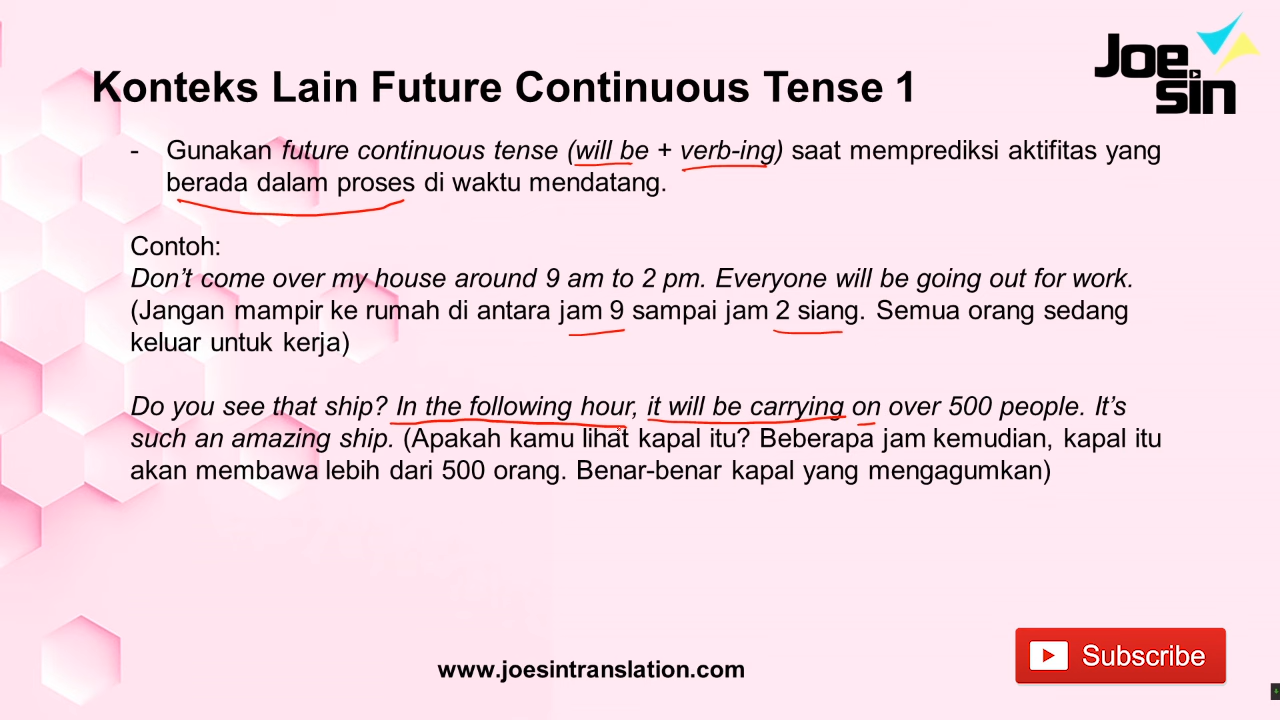 Joe
sin
Konteks Lain Future Continuous Tense 1
- Gunakan future continuous tense (will be + verb-ing) saat memprediksi aktifitas yang
berada dalam proses di waktu mendatang.
Contoh:
Don’t come over my house around 9 am to 2 pm. Everyone will be going out for work.
(Jangan mampir ke rumah di antara jam 9 sampai jam 2 siang. Semua orang sedang
keluar untuk kerja)
Do you see that ship? In the following hour, it will be carrying on over 500 people. It’s
such an amazing ship. (Apakah kamu lihat kapal itu? Beberapa jam kemudian, kapal itu
akan membawa lebih dari 500 orang. Benar-benar kapal yang mengagumkan)
Subscribe
www.joesintranslation.com